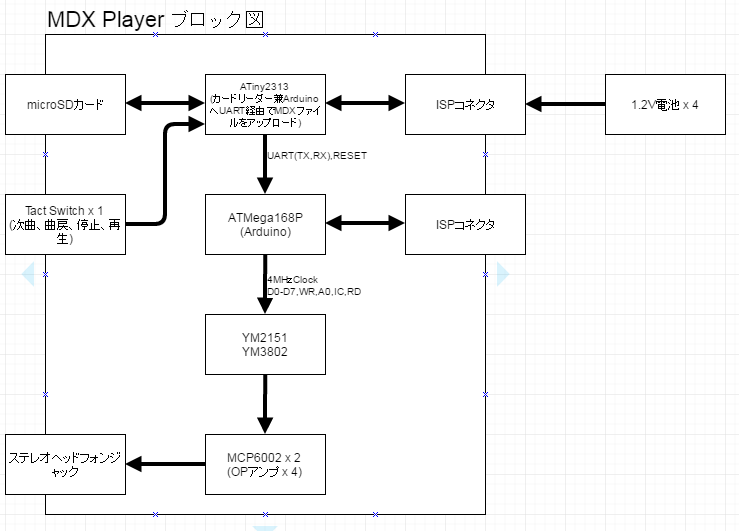 MDX Player ブロック図
microSDカード
ATiny2313
(カードリーダー兼Arduino
へUART経由でMDXファイ
ルをアップロード)
ISPコネクタ
1.2V電池 x 4
UART(TX,RX),RESET
Tact Switch x 1
(次曲、曲戻、停止、再
生)
ATMega168P
(Arduino)
ISPコネクタ
4MHzClock
D0-D7,WR,A0,IC,RD
YM2151
YM3802
ステレオヘッドフォンジ
ャック
MCP6002 x 2
(OPアンプ x 4)